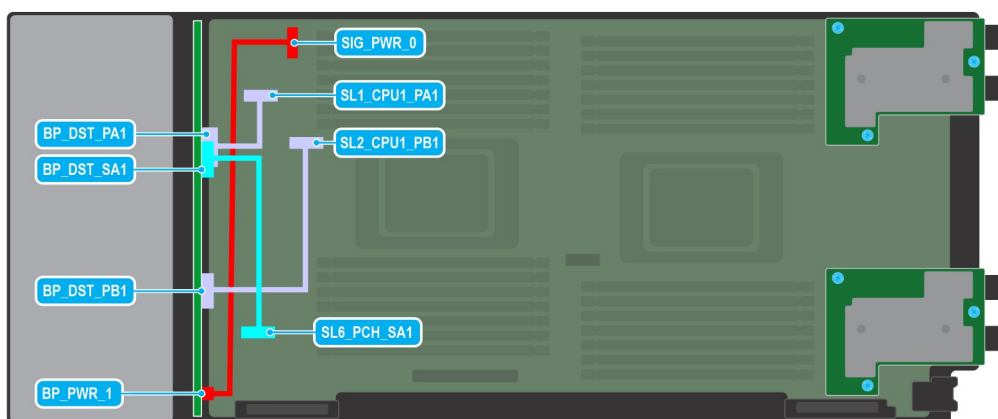 SIG_PWR_0
SL1_CPU1_PA1
BP_DST_PA1
SL2_CPU1_PB1
BP_DST_SA1
BP_DST_PB1
SL6_PCH_SA1
BP_PWR_1